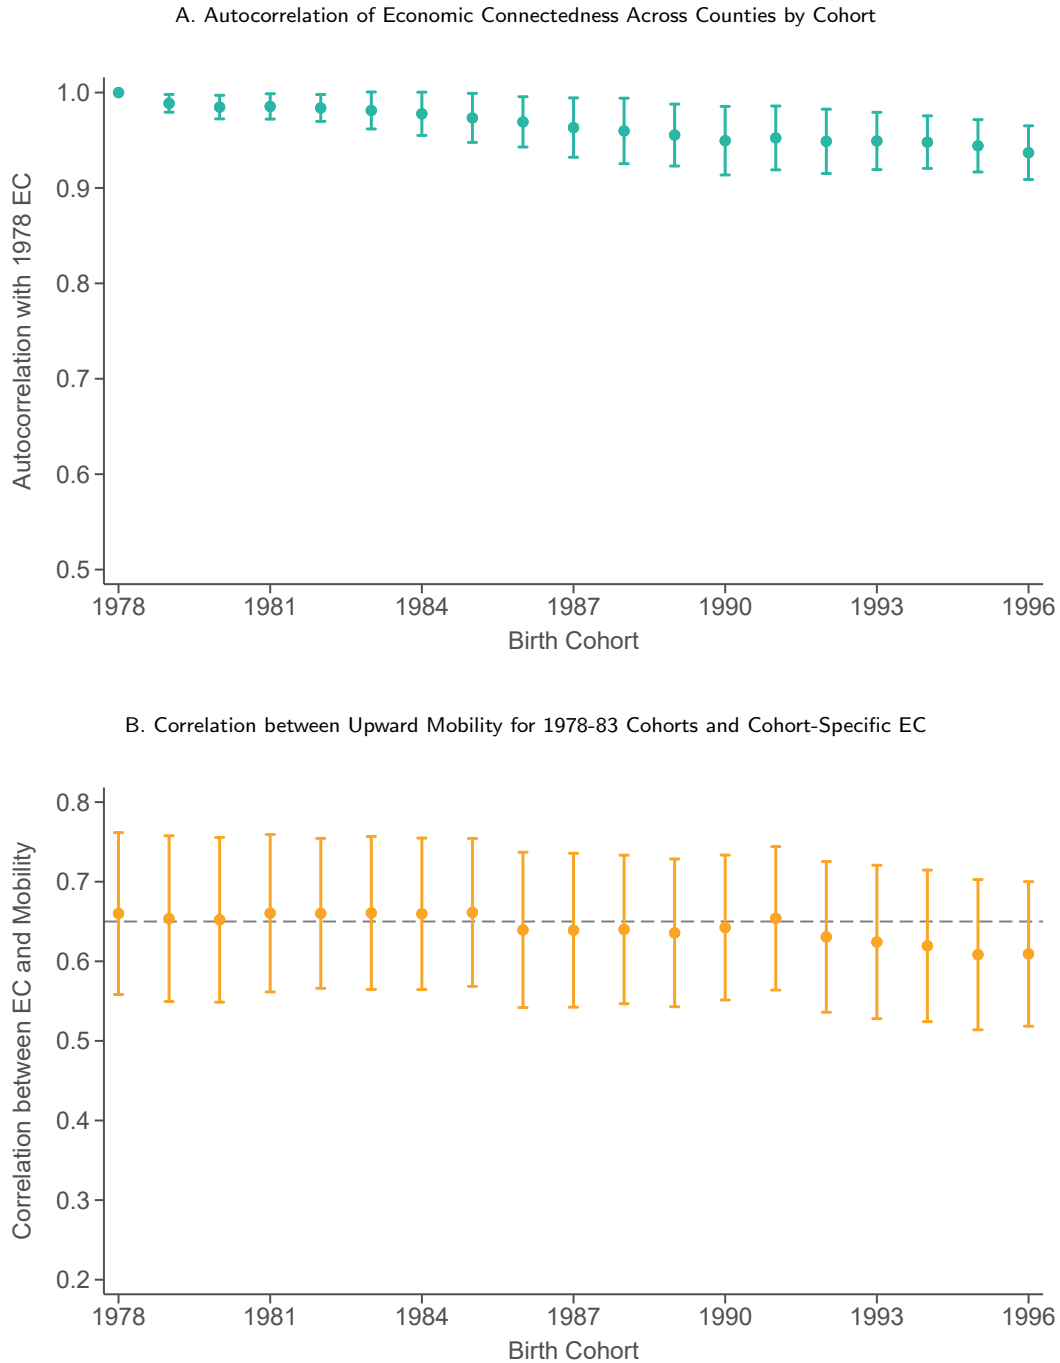 A. Autocorrelation of Economic Connectedness Across Counties by Cohort
Autocorrelation with 1978 EC
1.0
0.9
0.8
0.7
0.6
0.5
1978 1981 1984 1987 1990 1993 1996
Birth Cohort
B. Correlation between Upward Mobility for 1978-83 Cohorts and Cohort-Specific EC
Correlation between EC and Mobility
0.8
0.7
0.6
0.5
0.4
0.3
0.2
1978 1981 1984 1987 1990 1993 1996
Birth Cohort